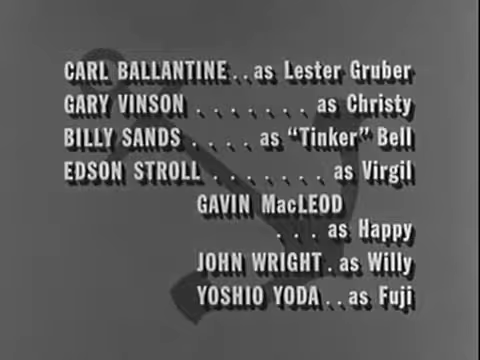 CARL BALLANTINE . . as Lester Gruber
GARY VINSON . . . . . . . as Christy
BILLY SANDS . . . . as "Tinker" Bell
EDSON STROLL . . . . . . . as Virgil
GAVIN MacLEOD
. . . as Happy
JOHN WRIGHT . as Willy
YOSHIO YODA . . as Fuji